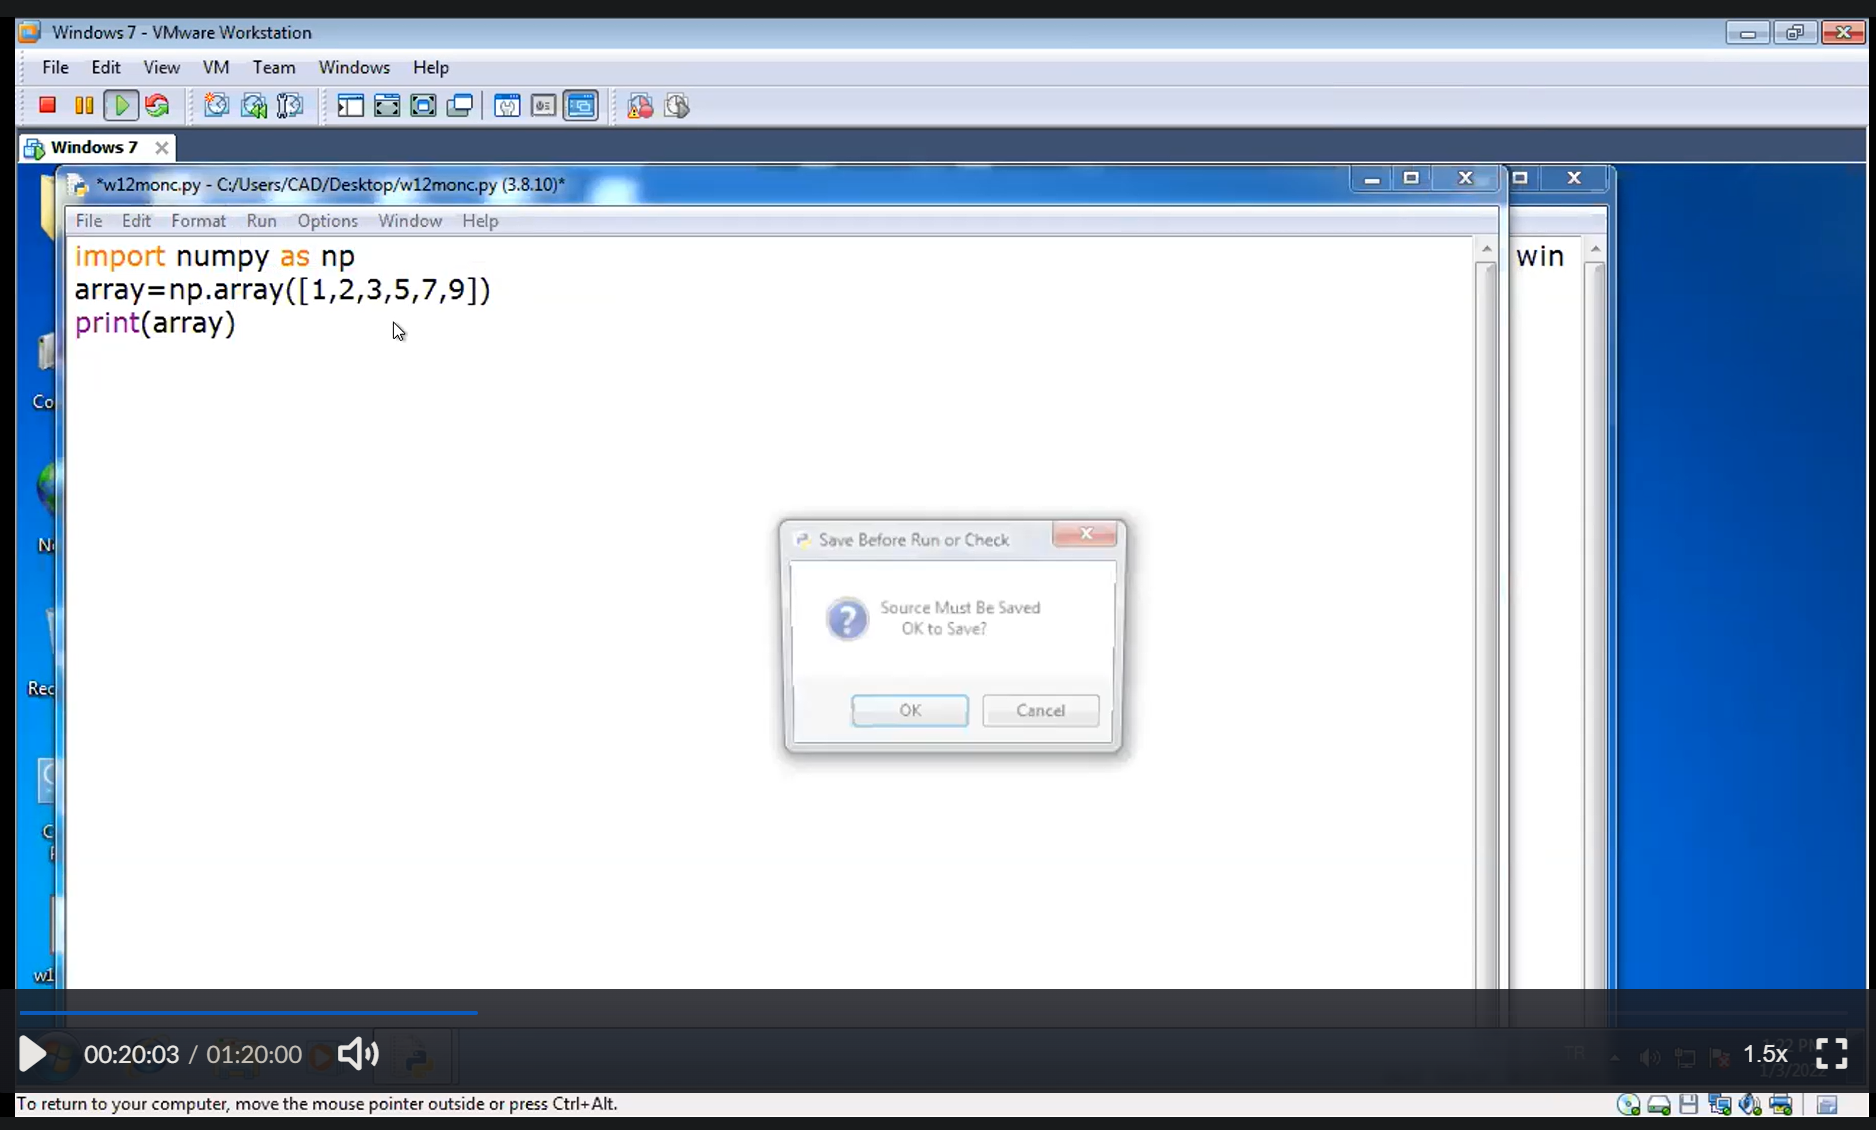 Windows 7 - VMware Workstation
File Edit View VM Team Windows Help
Windows 7
*w12monc.py - C:/Users/CAD/Desktop/w12monc.py (3.8.10)*
File Edit Format Run Options Window Help
import numpy as np
win
array=np.array([1,2,3,5,7,9])
print(array)
Co
Save Before Run or Check
Source Must Be Saved
OK to Save?
OK Cancel
Rec
w1
00:20:03 / 01:20:00
1.5x
To return to your computer, move the mouse pointer outside or press Ctrl+Alt.